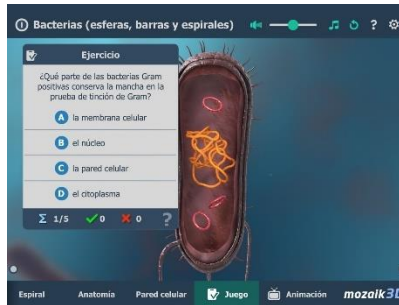 Bacterias (esferas, barras y espirales)
Ejercicio
¿Qué parte de las bacterias Gram
positivas conserva la mancha en la
prueba de tinción de Gram?
A la membrana celular
B el núcleo
C la pared celular
D el citoplasma
Σ 1/5 ✓0 ✗ 0 ?
Espiral Anatomía Pared celular Juego Animación mozaik3D